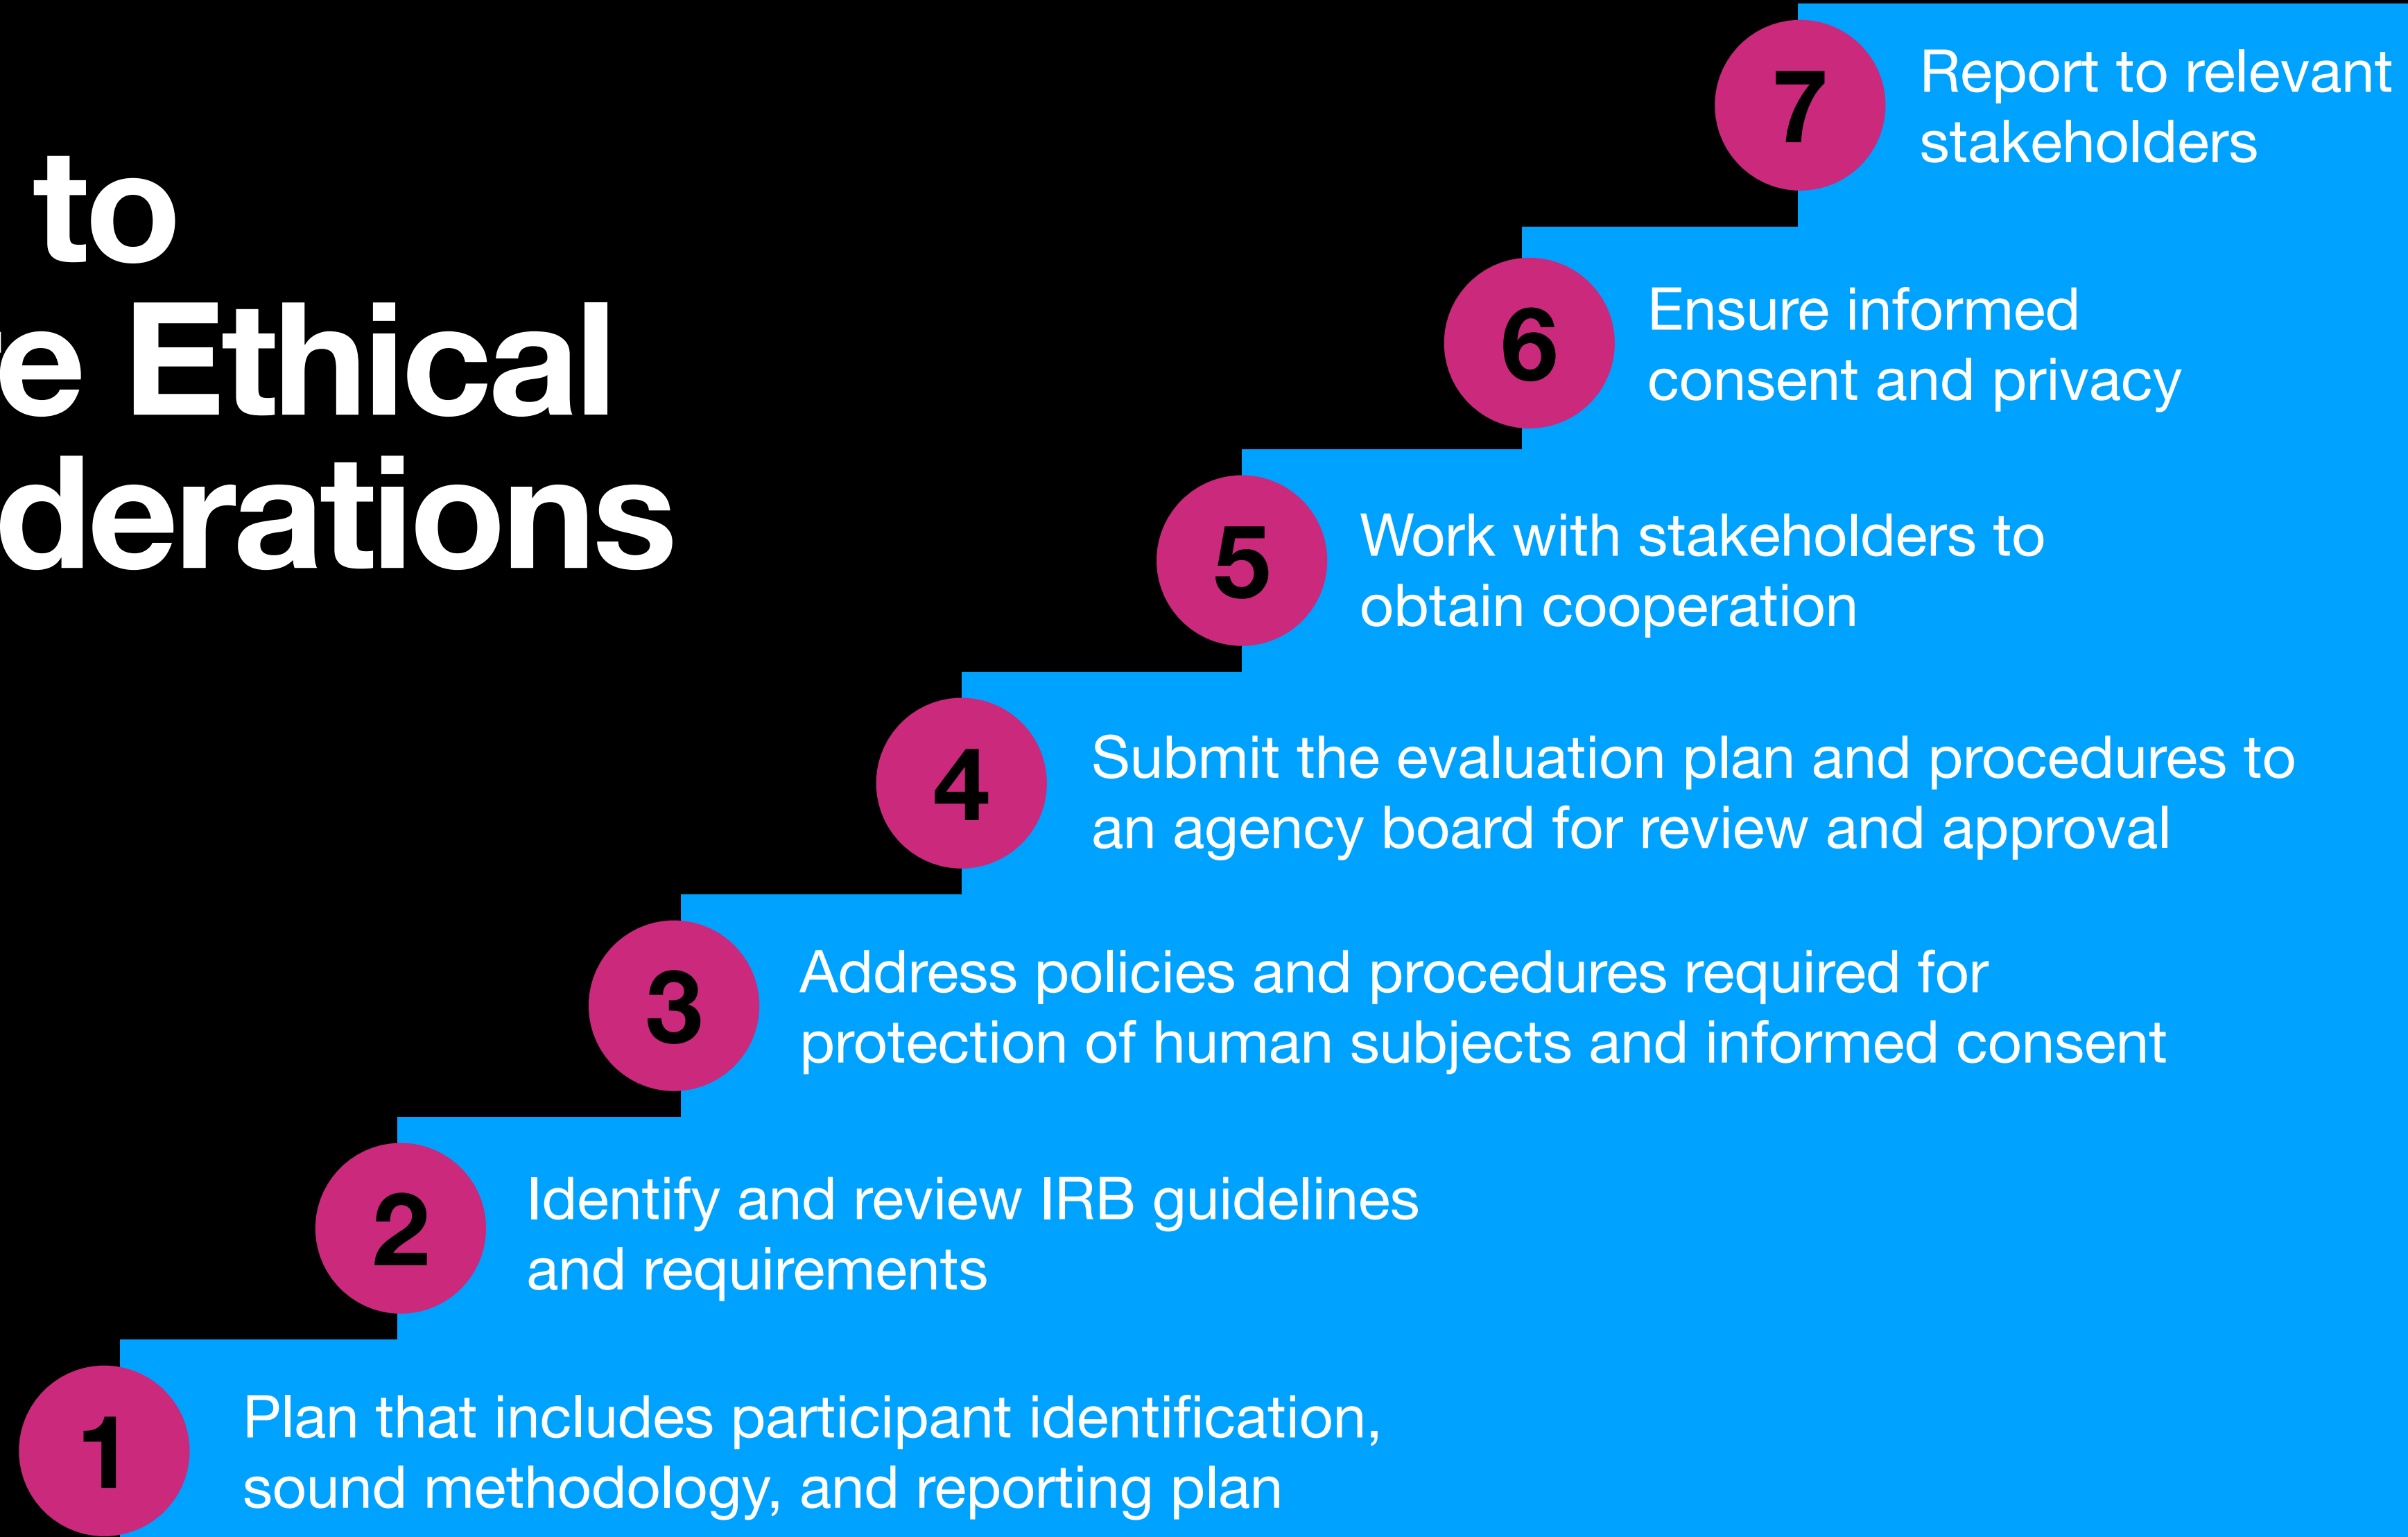 to
e Ethical
derations
7
Report to relevant
stakeholders
6
Ensure informed
consent and privacy
5
Work with stakeholders to
obtain cooperation
4
Submit the evaluation plan and procedures to
an agency board for review and approval
3
Address policies and procedures required for
protection of human subjects and informed consent
2
Identify and review IRB guidelines
and requirements
1
Plan that includes participant identification,
sound methodology, and reporting plan